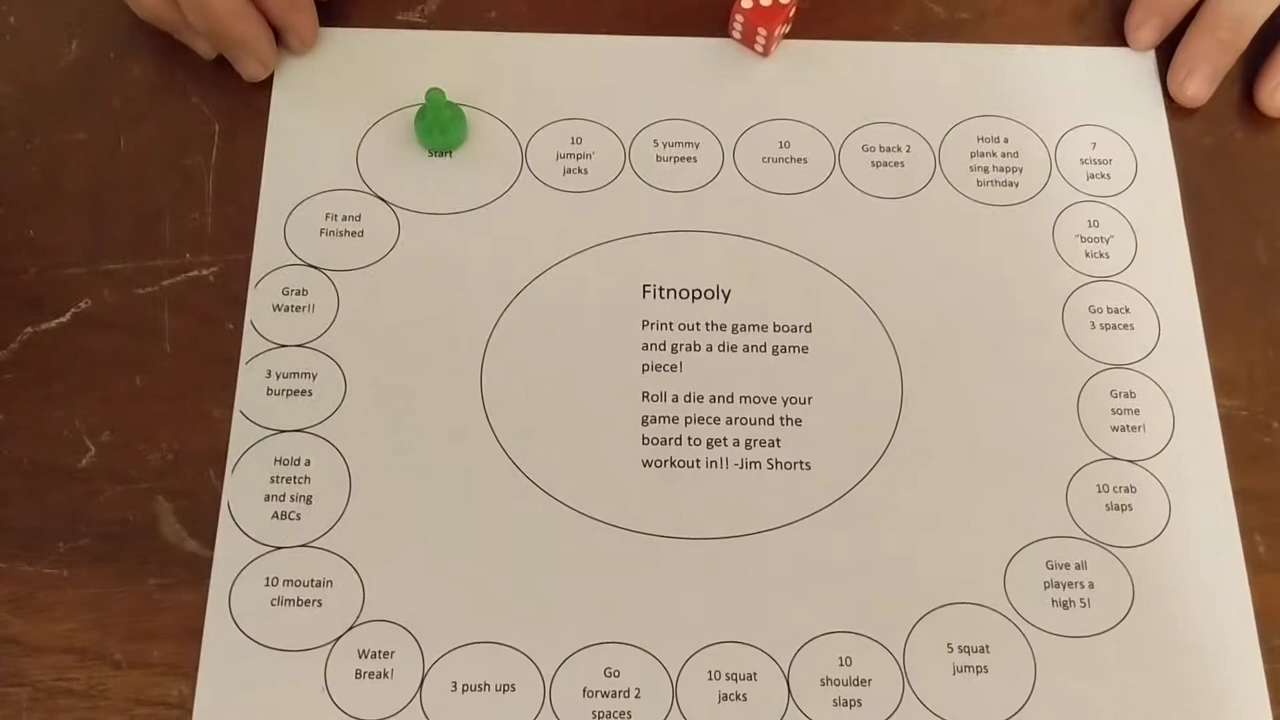 Start
10
jumpin'
jacks
5 yummy
burpees
10
crunches
Go back 2
spaces
Hold a
plank and
sing happy
birthday
7
scissor
jacks
10
"booty"
kicks
Go back
3 spaces
Grab
some
water!
10 crab
slaps
Give all
players a
high 5!
5 squat
jumps
10
shoulder
slaps
10 squat
jacks
Go
forward 2
spaces
3 push ups
Water
Break!
10 moutain
climbers
Hold a
stretch
and sing
ABCs
3 yummy
burpees
Grab
Water!!
Fit and
Finished
Fitnopoly
Print out the game board
and grab a die and game
piece!
Roll a die and move your
game piece around the
board to get a great
workout in!! -Jim Shorts